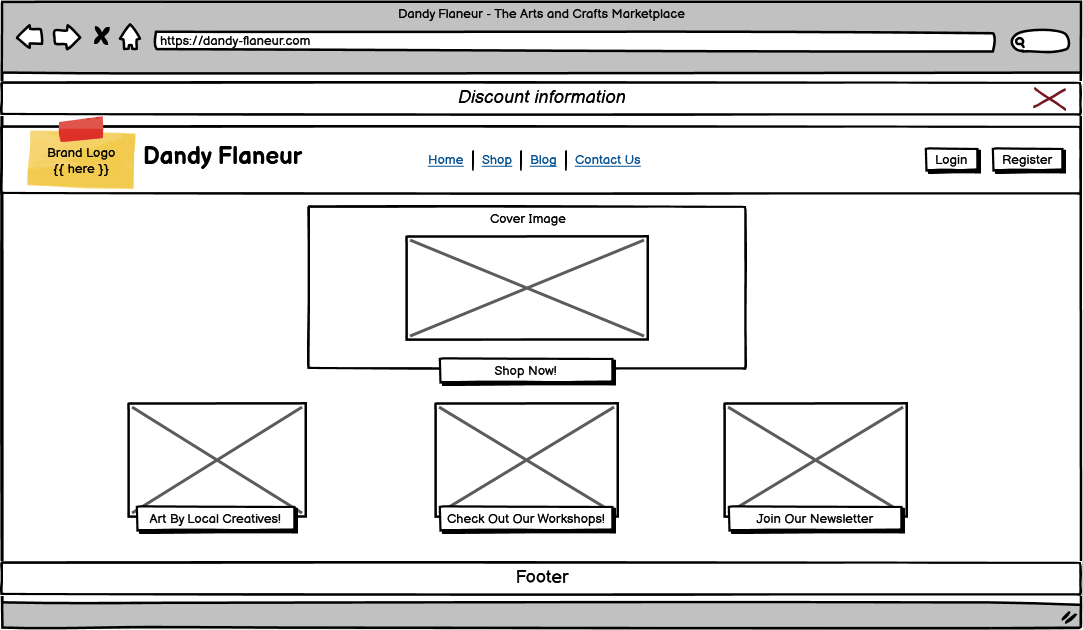 Dandy Flaneur - The Arts and Crafts Marketplace
https://dandy-flaneur.com
Discount information
Brand Logo
{{ here }}
Dandy Flaneur
Home | Shop | Blog | Contact Us
Login
Register
Cover Image
Shop Now!
Art By Local Creatives!
Check Out Our Workshops!
Join Our Newsletter
Footer